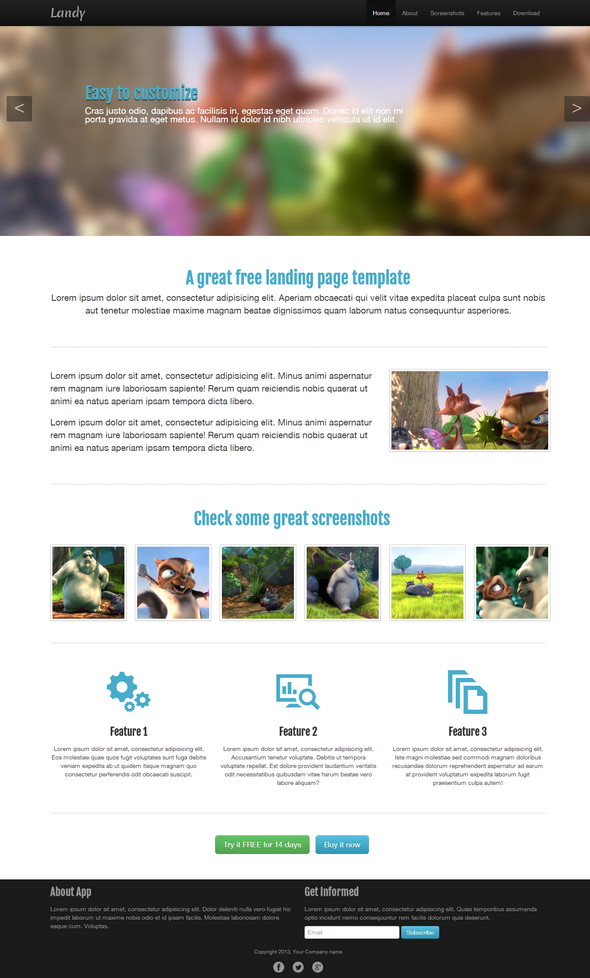 Landy
Home About Screenshots Features Download
Easy to customize
Cras justo odio, dapibus ac facilisis in, egestas eget quam. Donec id elit non mi
porta gravida at eget metus. Nullam id dolor id nibh ultricies vehicula ut id elit.
<
>
A great free landing page template
Lorem ipsum dolor sit amet, consectetur adipisicing elit. Aperiam obcaecati qui velit vitae expedita placeat culpa sunt nobis
aut tenetur molestiae maxime magnam beatae dignissimos quam laborum natus consequuntur asperiores.
Lorem ipsum dolor sit amet, consectetur adipisicing elit. Minus animi aspernatur
rem magnam iure laboriosam sapiente! Rerum quam reiciendis nobis quaerat ut
animi ea natus aperiam ipsam tempora dicta libero.
Lorem ipsum dolor sit amet, consectetur adipisicing elit. Minus animi aspernatur
rem magnam iure laboriosam sapiente! Rerum quam reiciendis nobis quaerat ut
animi ea natus aperiam ipsam tempora dicta libero.
Check some great screenshots
Feature 1
Lorem ipsum dolor sit amet, consectetur adipisicing elit.
Eos molestiae quae quos fugit voluptates sunt fuga debitis
veniam expedita ab ut quidem itaque magnam quo
consectetur perferendis odit obcaecati suscipit.
Feature 2
Lorem ipsum dolor sit amet, consectetur adipisicing elit.
Accusantium tenetur voluptate. Debitis ut tempora
voluptate repellat. Est dolore provident laudantium veritatis
odit necessitatibus quibusdam vitae harum beatae vero
labore aliquam?
Feature 3
Lorem ipsum dolor sit amet, consectetur adipisicing elit.
Iste magni molestiae sed commodi magnam doloribus
recusandae dolorum reprehenderit aspernatur ad earum
at provident voluptatum expedita laborum fugit
praesentium culpa autem!
Try it FREE for 14 days
Buy it now
About App
Lorem ipsum dolor sit amet, consectetur adipisicing elit. Dolor deleniti nulla vero fugiat hic
impedit laborum ut maxime nobis odio et id ipsam facilis. Molestiae laboriosam dolore
eaque cum. Voluptas.
Get Informed
Lorem ipsum dolor sit amet, consectetur adipisicing elit. Quasi temporibus assumenda
optio incidunt nemo consequuntur rem facilis dolorum quia deserunt.
Email
Subscribe
Copyright 2013, Your Company name